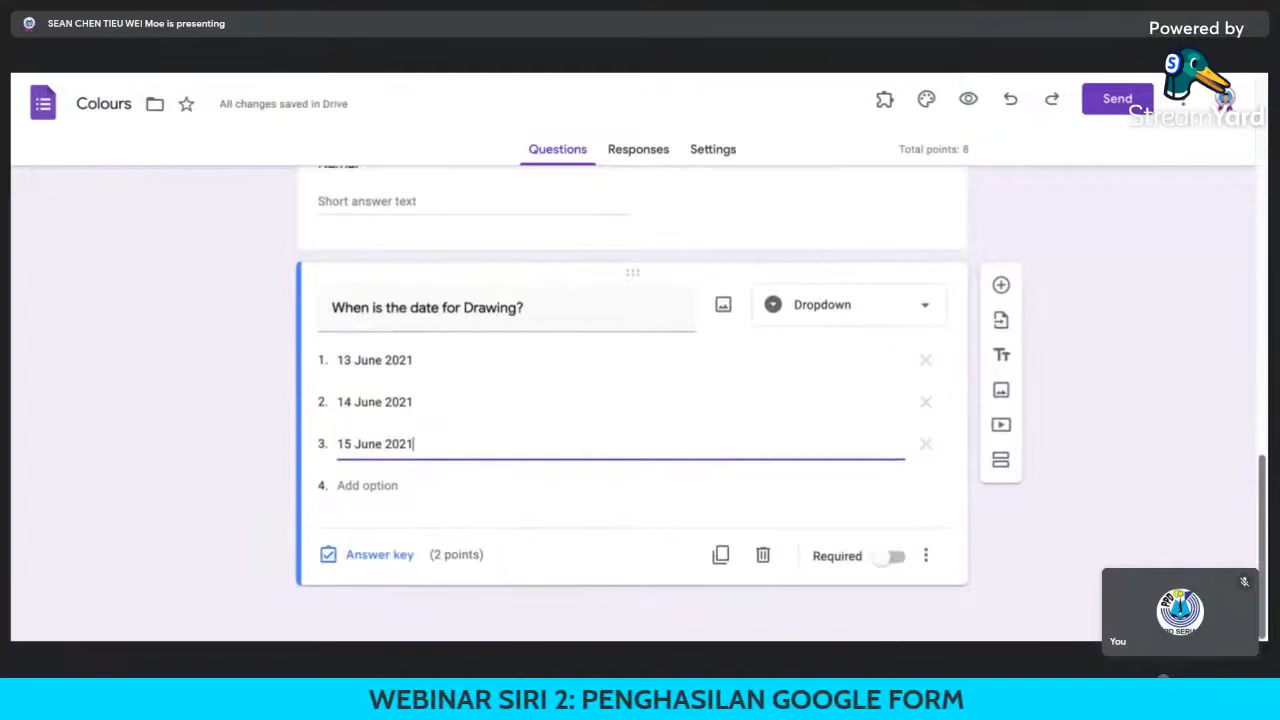 SEAN CHEN TIEU WEI Moe is presenting
Powered by
StreamYard
Colours
All changes saved in Drive
Send
Questions
Responses
Settings
Total points: 8
Short answer text
When is the date for Drawing?
Dropdown
1. 13 June 2021
2. 14 June 2021
3. 15 June 2021
4. Add option
Answer key (2 points)
Required
You
WEBINAR SIRI 2: PENGHASILAN GOOGLE FORM